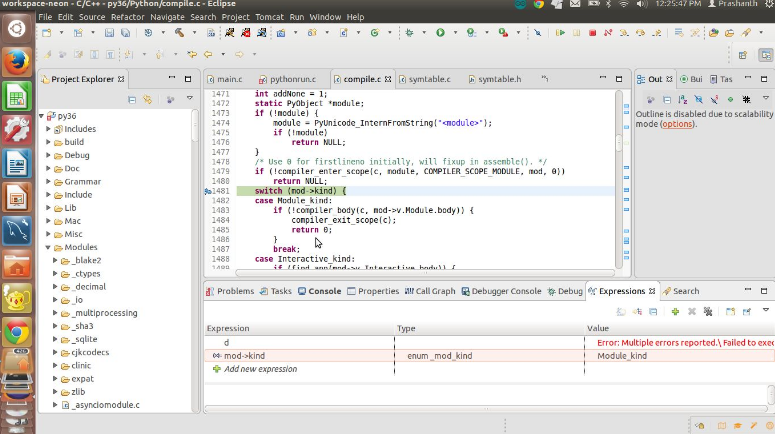 workspace-neon - C/C++ - py36/Python/compile.c - Eclipse
12:25:47 PM Prashanth
File Edit Source Refactor Navigate Search Project Tomcat Run Window Help
Project Explorer
main.c pythonrun.c compile.c symtable.c symtable.h
Out Bui Tas
Outline is disabled due to scalability
mode (options).
py36
Includes
build
Debug
Doc
Grammar
Include
Lib
Mac
Misc
Modules
_blake2
_ctypes
_decimal
_io
_multiprocessing
_sha3
_sqlite
cjkcodecs
clinic
expat
zlib
_asynciomodule.c
1471 int addNone = 1;
1472 static PyObject *module;
1473 if (!module) {
1474 module = PyUnicode_InternFromString("<module>");
1475 if (!module)
1476 return NULL;
1477 }
1478 /* Use 0 for firstlineno initially, will fixup in assemble(). */
1479 if (!compiler_enter_scope(c, module, COMPILER_SCOPE_MODULE, mod, 0))
1480 return NULL;
1481 switch (mod->kind) {
1482 case Module_kind:
1483 if (!compiler_body(c, mod->v.Module.body)) {
1484 compiler_exit_scope(c);
1485 return 0;
1486 }
1487 break;
1488 case Interactive_kind:
1489 if (find_ann(mod->v.Interactive.body)) {
Problems Tasks Console Properties Call Graph Debugger Console Debug Expressions Search
Expression Type Value
d Error: Multiple errors reported.\ Failed to exec
mod->kind enum _mod_kind Module_kind
Add new expression